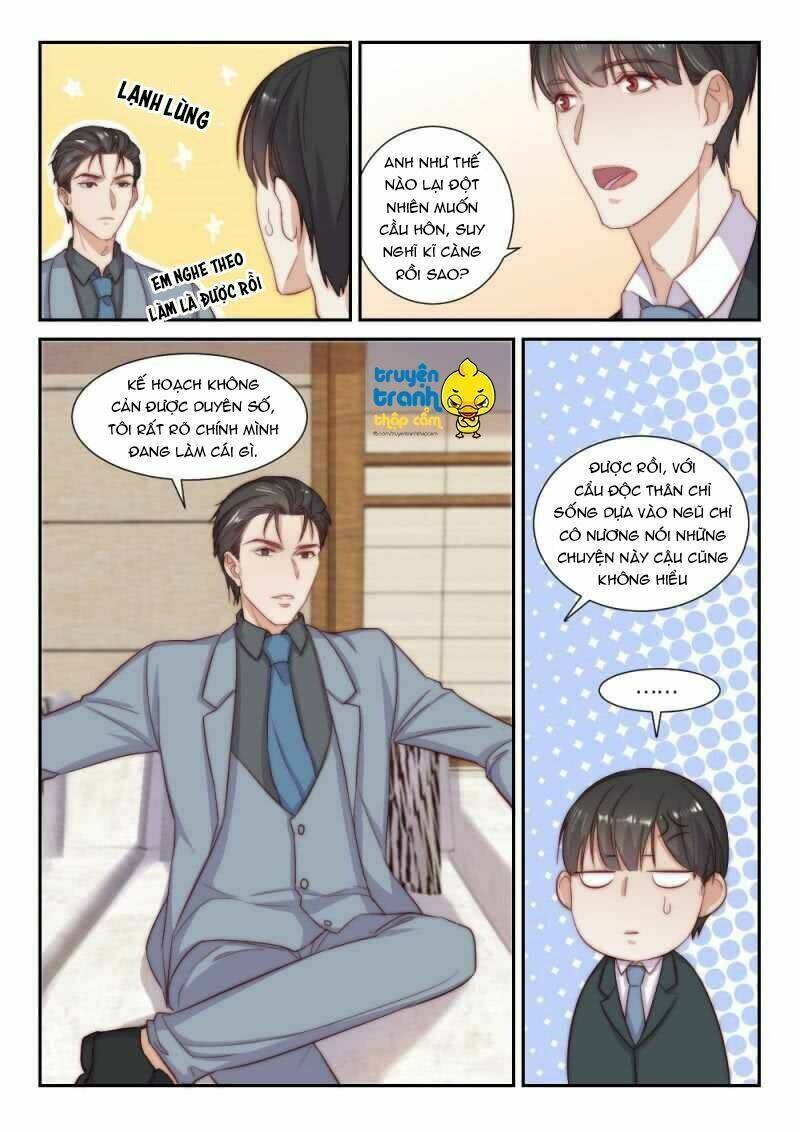 LẠNH LÙNG
EM NGHE THEO
LÀM LÀ ĐƯỢC RỒI
ANH NHƯ THẾ
NÀO LẠI ĐỘT
NHIÊN MUỐN
CẦU HÔN, SUY
NGHĨ KĨ CÀNG
RỒI SAO?
KẾ HOẠCH KHÔNG
CẢN ĐƯỢC DUYÊN SỐ,
TÔI RẤT RÕ CHÍNH MÌNH
ĐANG LÀM CÁI GÌ.
truyện
tranh
thập cẩm
ĐƯỢC RỒI, VỚI
CẨU ĐỘC THÂN CHỈ
SỐNG DỰA VÀO NGŨ CHỈ
CÔ NƯƠNG NÓI NHỮNG
CHUYỆN NÀY CẬU CŨNG
KHÔNG HIỂU
......